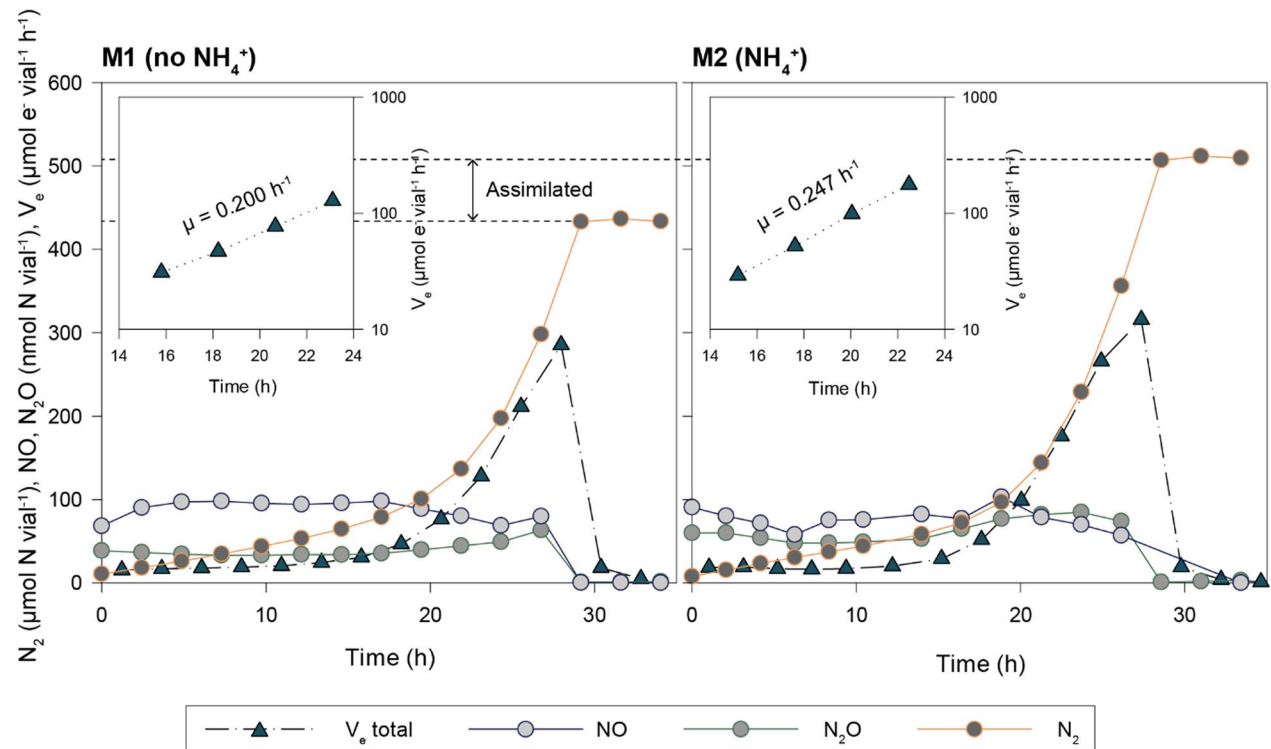 M1 (no NH₄⁺)
M2 (NH₄⁺)
N₂ (μmol N vial⁻¹), NO, N₂O (nmol N vial⁻¹), Vₑ (μmol e⁻ vial⁻¹ h⁻¹)
600
500
400
300
200
100
0
0
10
20
30
Time (h)
1000
100
10
Vₑ (μmol e⁻ vial⁻¹ h⁻¹)
μ = 0.200 h⁻¹
14
16
18
20
22
24
Time (h)
Assimilated
1000
100
10
Vₑ (μmol e⁻ vial⁻¹ h⁻¹)
μ = 0.247 h⁻¹
14
16
18
20
22
24
Time (h)
0
10
20
30
Time (h)
Vₑ total
NO
N₂O
N₂